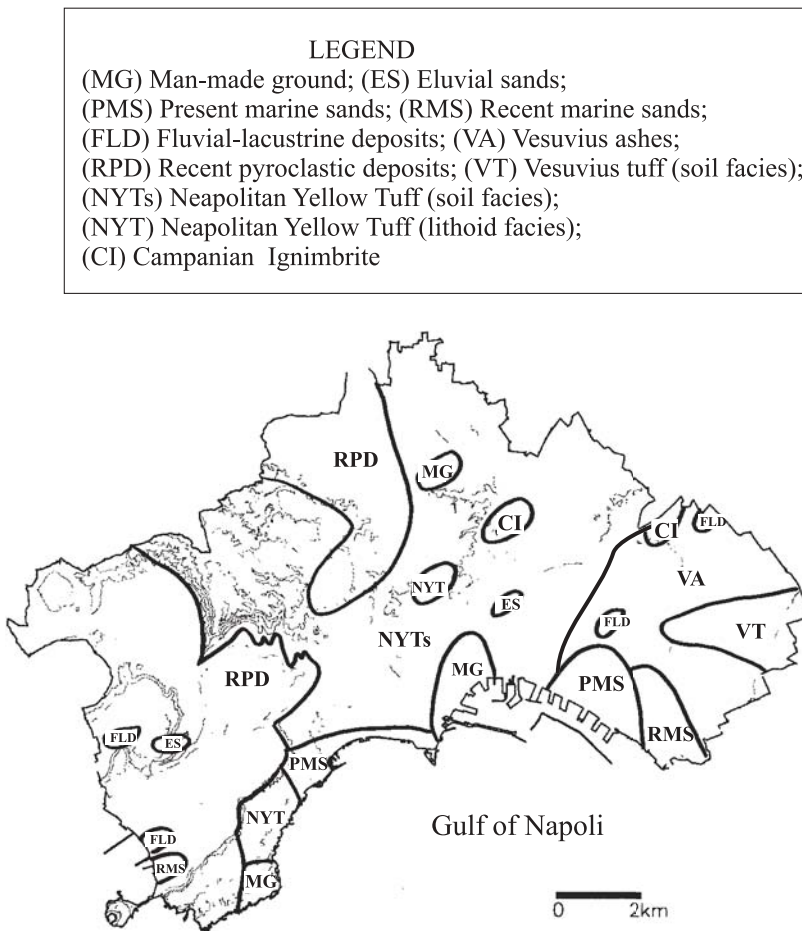 LEGEND
(MG) Man-made ground; (ES) Eluvial sands;
(PMS) Present marine sands; (RMS) Recent marine sands;
(FLD) Fluvial-lacustrine deposits; (VA) Vesuvius ashes;
(RPD) Recent pyroclastic deposits; (VT) Vesuvius tuff (soil facies);
(NYTs) Neapolitan Yellow Tuff (soil facies);
(NYT) Neapolitan Yellow Tuff (lithoid facies);
(CI) Campanian Ignimbrite
RPD
MG
CI
CI
FLD
NYT
VA
ES
FLD
NYTs
VT
MG
RPD
PMS
FLD
ES
RMS
PMS
NYT
Gulf of Napoli
FLD
RMS
MG
0 2km